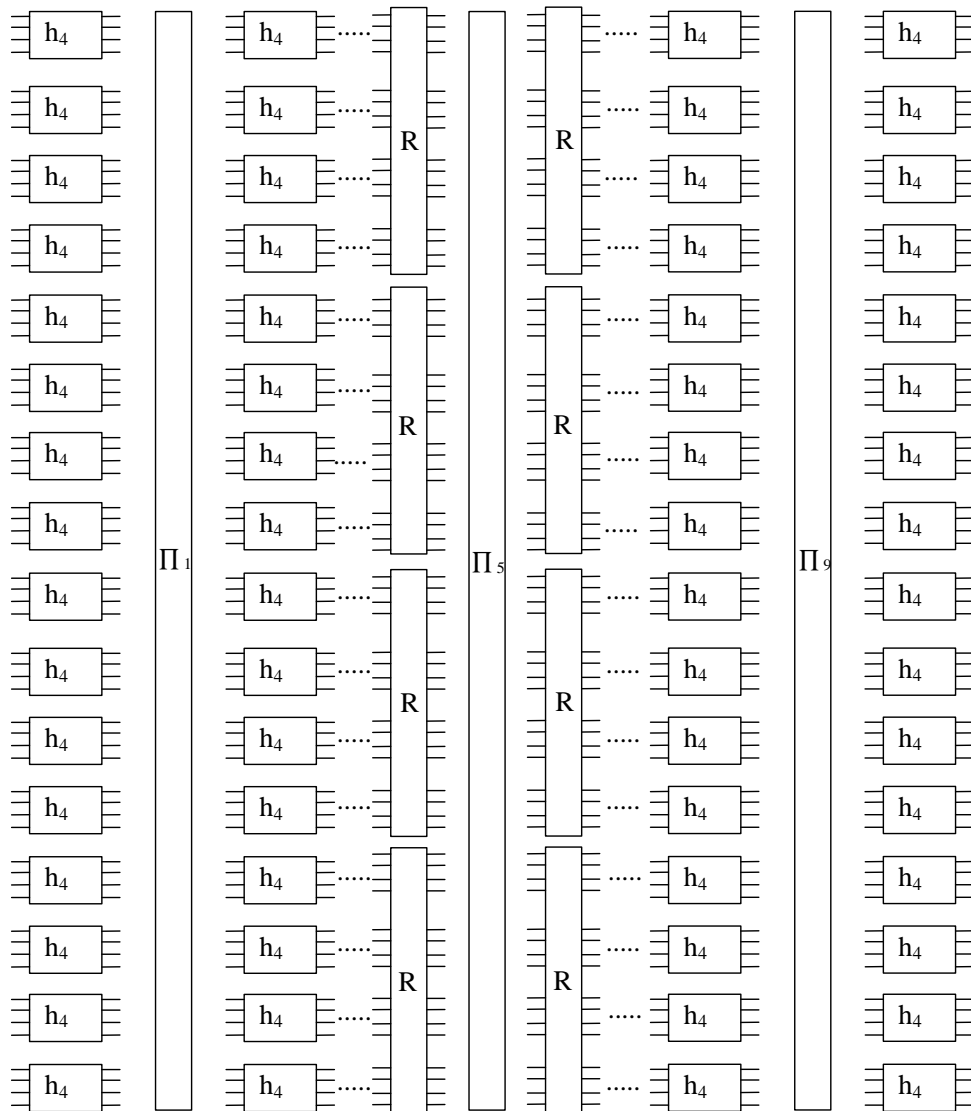 h₄ h₄ ..... ..... h₄ h₄
h₄ h₄ ..... R R ..... h₄ h₄
h₄ h₄ ..... ..... h₄ h₄
h₄ h₄ ..... ..... h₄ h₄
h₄ h₄ ..... ..... h₄ h₄
h₄ h₄ ..... R R ..... h₄ h₄
h₄ h₄ ..... ..... h₄ h₄
h₄ h₄ ..... ..... h₄ h₄
Π₁ Π₅ Π₉
h₄ h₄ ..... ..... h₄ h₄
h₄ h₄ ..... R R ..... h₄ h₄
h₄ h₄ ..... ..... h₄ h₄
h₄ h₄ ..... ..... h₄ h₄
h₄ h₄ ..... ..... h₄ h₄
h₄ h₄ ..... R R ..... h₄ h₄
h₄ h₄ ..... ..... h₄ h₄
h₄ h₄ ..... ..... h₄ h₄